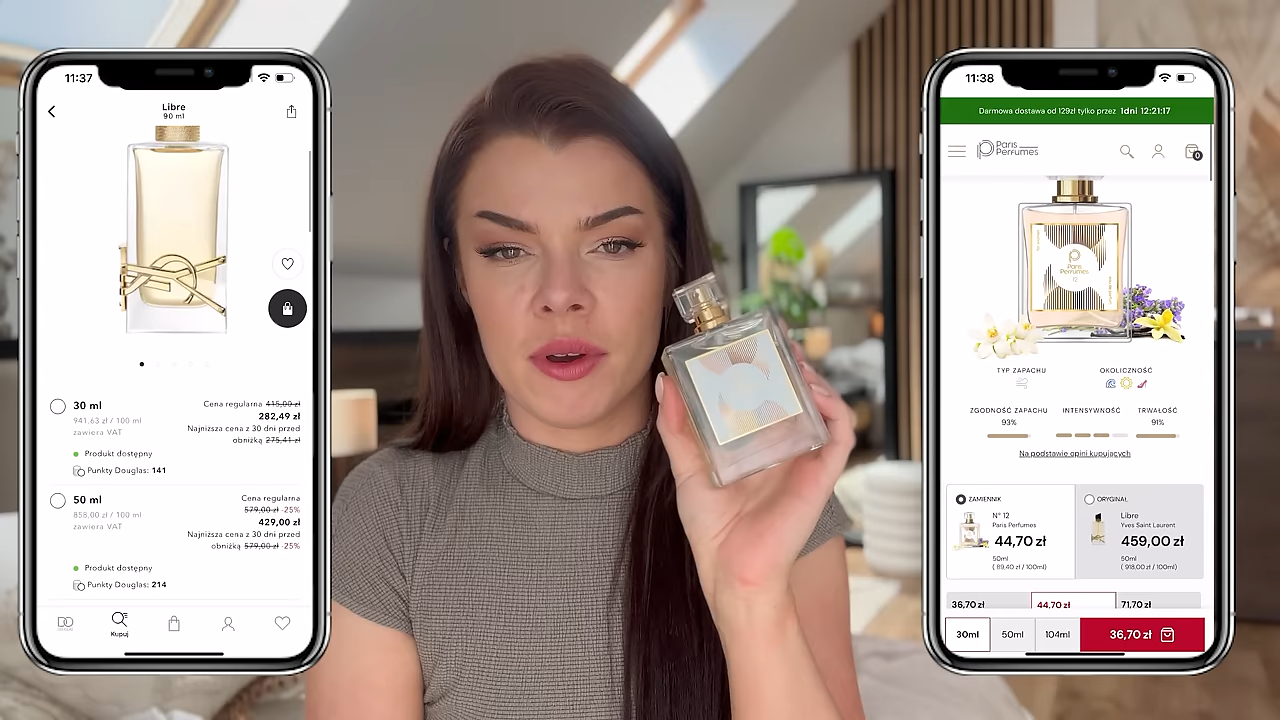 11:37
Libre
90 ml
30 ml
941,63 zł / 100 ml
zawiera VAT
Cena regularna 415,00 zł
282,49 zł
Najniższa cena z 30 dni przed
obniżką 275,41 zł
Produkt dostępny
Punkty Douglas: 141
50 ml
858,00 zł / 100 ml
zawiera VAT
Cena regularna
579,00 zł -25%
429,00 zł
Najniższa cena z 30 dni przed
obniżką 579,00 zł -25%
Produkt dostępny
Punkty Douglas: 214
Kupuj
11:38
Darmowa dostawa od 129zł tylko przez 1dni 12:21:17
Paris
Perfumes
0
Paris
Perfumes
12
TYP ZAPACHU
OKOLICZNOŚĆ
ZGODNOŚĆ ZAPACHU
INTENSYWNOŚĆ
TRWAŁOŚĆ
93%
91%
Na podstawie opini kupujących
ZAMIENNIK
N° 12
Paris Perfumes
44,70 zł
50ml
( 89,40 zł / 100ml)
ORYGINAŁ
Libre
Yves Saint Laurent
459,00 zł
50ml
( 918,00 zł / 100ml)
36,70 zł
44,70 zł
71,70 zł
30ml
50ml
104ml
36,70 zł